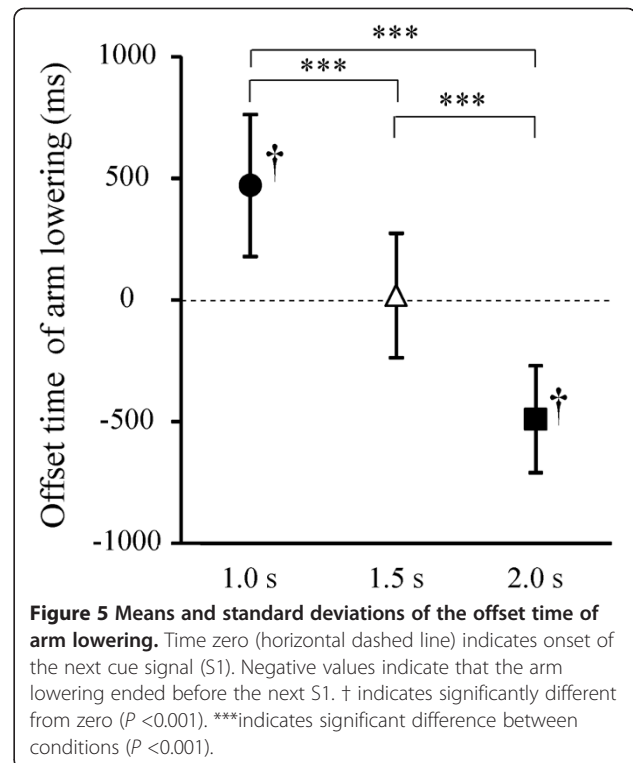 ***
***
***
1000
500
0
-500
-1000
Offset time of arm lowering (ms)
†
†
1.0 s 1.5 s 2.0 s
Figure 5 Means and standard deviations of the offset time of
arm lowering. Time zero (horizontal dashed line) indicates onset of
the next cue signal (S1). Negative values indicate that the arm
lowering ended before the next S1. † indicates significantly different
from zero (P <0.001). ***indicates significant difference between
conditions (P <0.001).